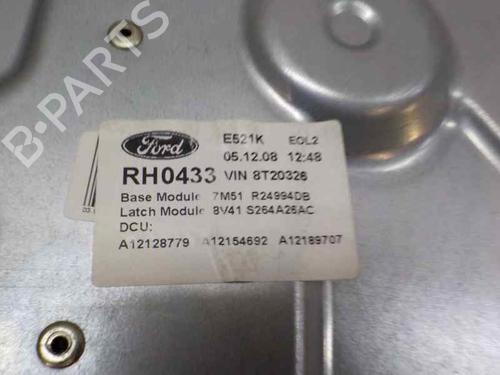 Ford E521K EOL2
05.12.08 12:48
RH0433 VIN 8T20326
Base Module 7M51 R24994DB
Latch Module 8V41 S264A26AC
DCU:
A12128779 A12154692 A12189707